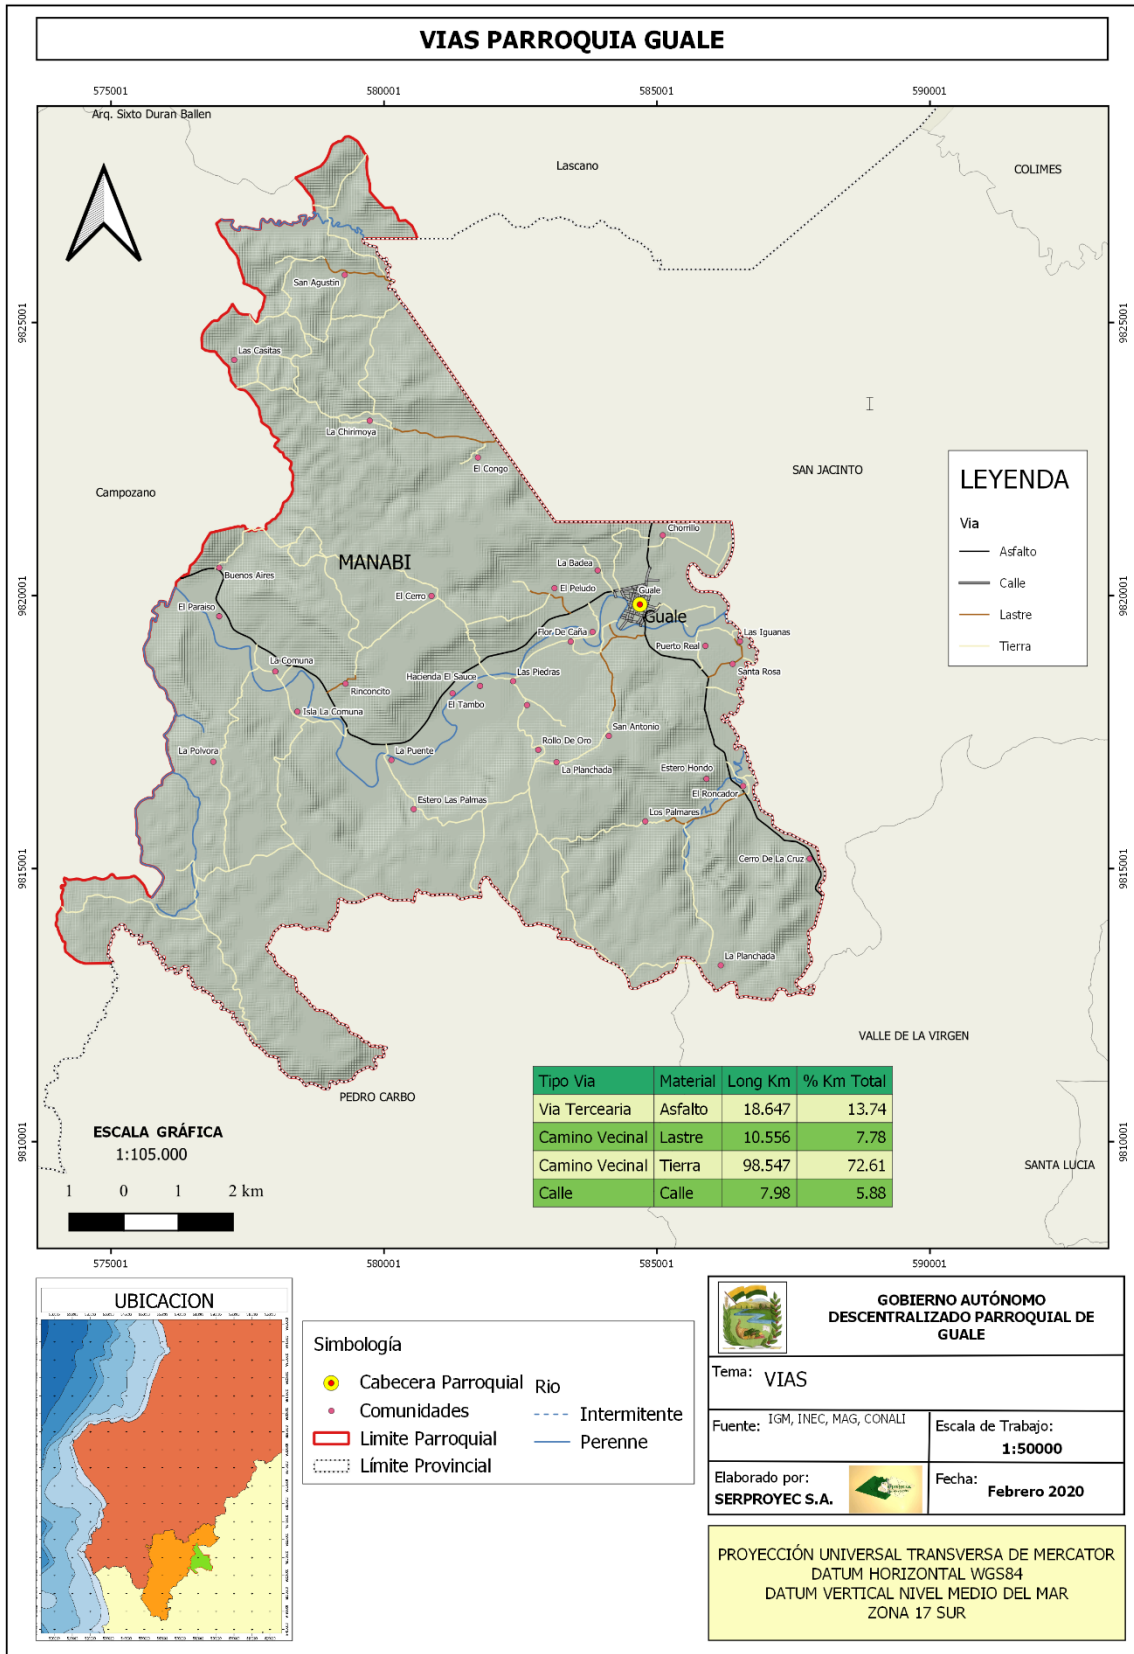 VIAS PARROQUIA GUALE
575001 580001 585001 590001
Arq. Sixto Duran Ballen
Lascano
COLIMES
San Agustin
9825001
9825001
Las Casitas
La Chirimoya
El Congo
SAN JACINTO
Campozano
LEYENDA
Via
Asfalto
Calle
Lastre
Tierra
Chorrillo
MANABI
La Badea
Buenos Aires
El Peludo
Guale
El Cerro
9820001
9820001
El Paraiso
Guale
Flor De Caña
Las Iguanas
Puerto Real
La Comuna
Santa Rosa
Hacienda El Sauce
Las Piedras
Rinconcito
El Tambo
Isla La Comuna
San Antonio
La Polvora
La Puente
Rollo De Oro
La Planchada
Estero Hondo
El Roncador
Estero Las Palmas
Los Palmares
Cerro De La Cruz
9815001
9815001
La Planchada
VALLE DE LA VIRGEN
PEDRO CARBO
Tipo Via Material Long Km % Km Total
Via Tercearia Asfalto 18.647 13.74
Camino Vecinal Lastre 10.556 7.78
Camino Vecinal Tierra 98.547 72.61
Calle Calle 7.98 5.88
ESCALA GRÁFICA
1:105.000
1 0 1 2 km
9810001
9810001
SANTA LUCIA
575001 580001 585001 590001
UBICACION
Simbología
Cabecera Parroquial
Comunidades
Limite Parroquial
Límite Provincial
Rio
Intermitente
Perenne
GOBIERNO AUTÓNOMO
DESCENTRALIZADO PARROQUIAL DE
GUALE
Tema: VIAS
Fuente: IGM, INEC, MAG, CONALI
Escala de Trabajo:
1:50000
Elaborado por:
SERPROYEC S.A.
Fecha: Febrero 2020
PROYECCIÓN UNIVERSAL TRANSVERSA DE MERCATOR
DATUM HORIZONTAL WGS84
DATUM VERTICAL NIVEL MEDIO DEL MAR
ZONA 17 SUR